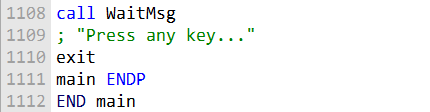 1108 call WaitMsg
1109 ; "Press any key..."
1110 exit
1111 main ENDP
1112 END main